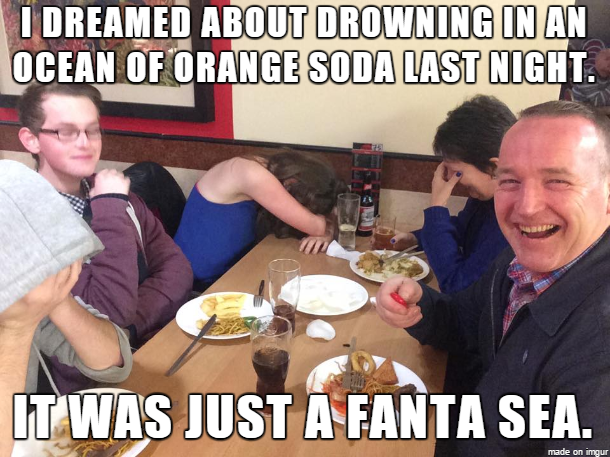 I DREAMED ABOUT DROWNING IN AN
OCEAN OF ORANGE SODA LAST NIGHT.
IT WAS JUST A FANTA SEA.
made on imgur